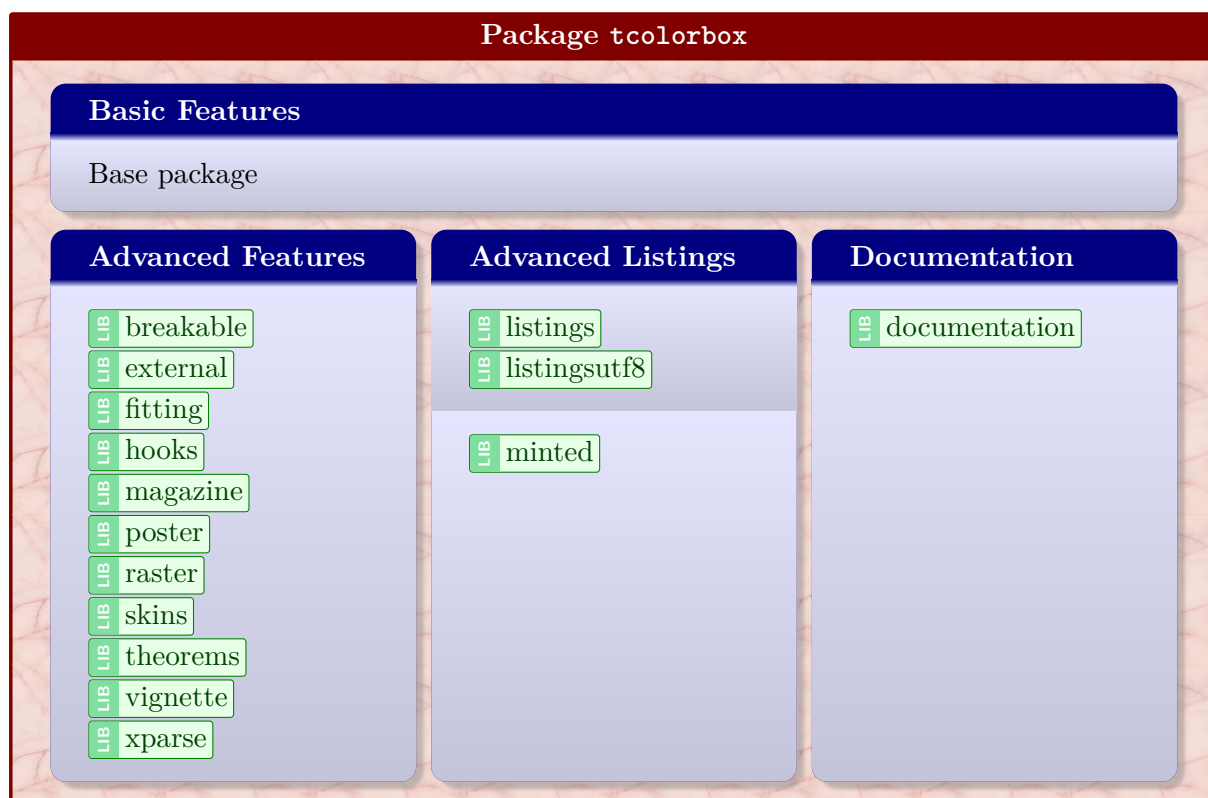 Package tcolorbox
Basic Features
Base package
Advanced Features
LIB breakable
LIB external
LIB fitting
LIB hooks
LIB magazine
LIB poster
LIB raster
LIB skins
LIB theorems
LIB vignette
LIB xparse
Advanced Listings
LIB listings
LIB listingsutf8
LIB minted
Documentation
LIB documentation